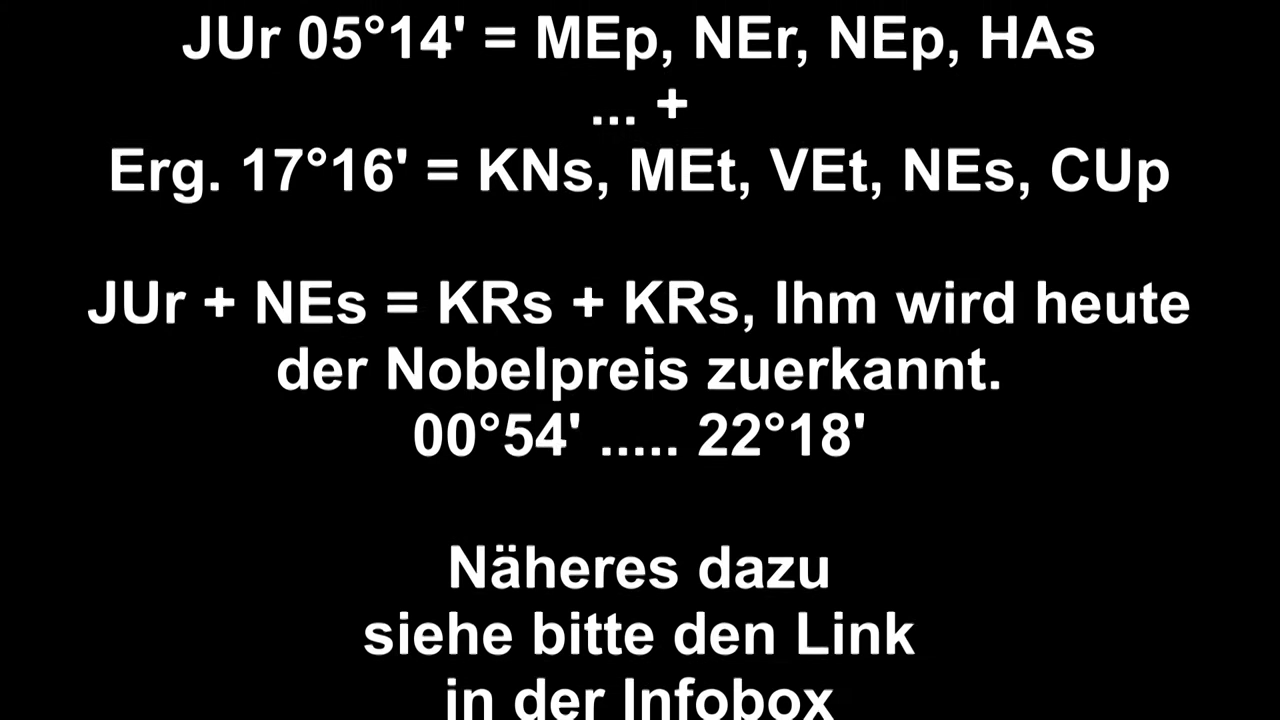 JUr 05°14' = MEp, NEr, NEp, HAs
... +
Erg. 17°16' = KNs, MEt, VEt, NEs, CUp
JUr + NEs = KRs + KRs, Ihm wird heute
der Nobelpreis zuerkannt.
00°54' ..... 22°18'
Näheres dazu
siehe bitte den Link
in der Infobox